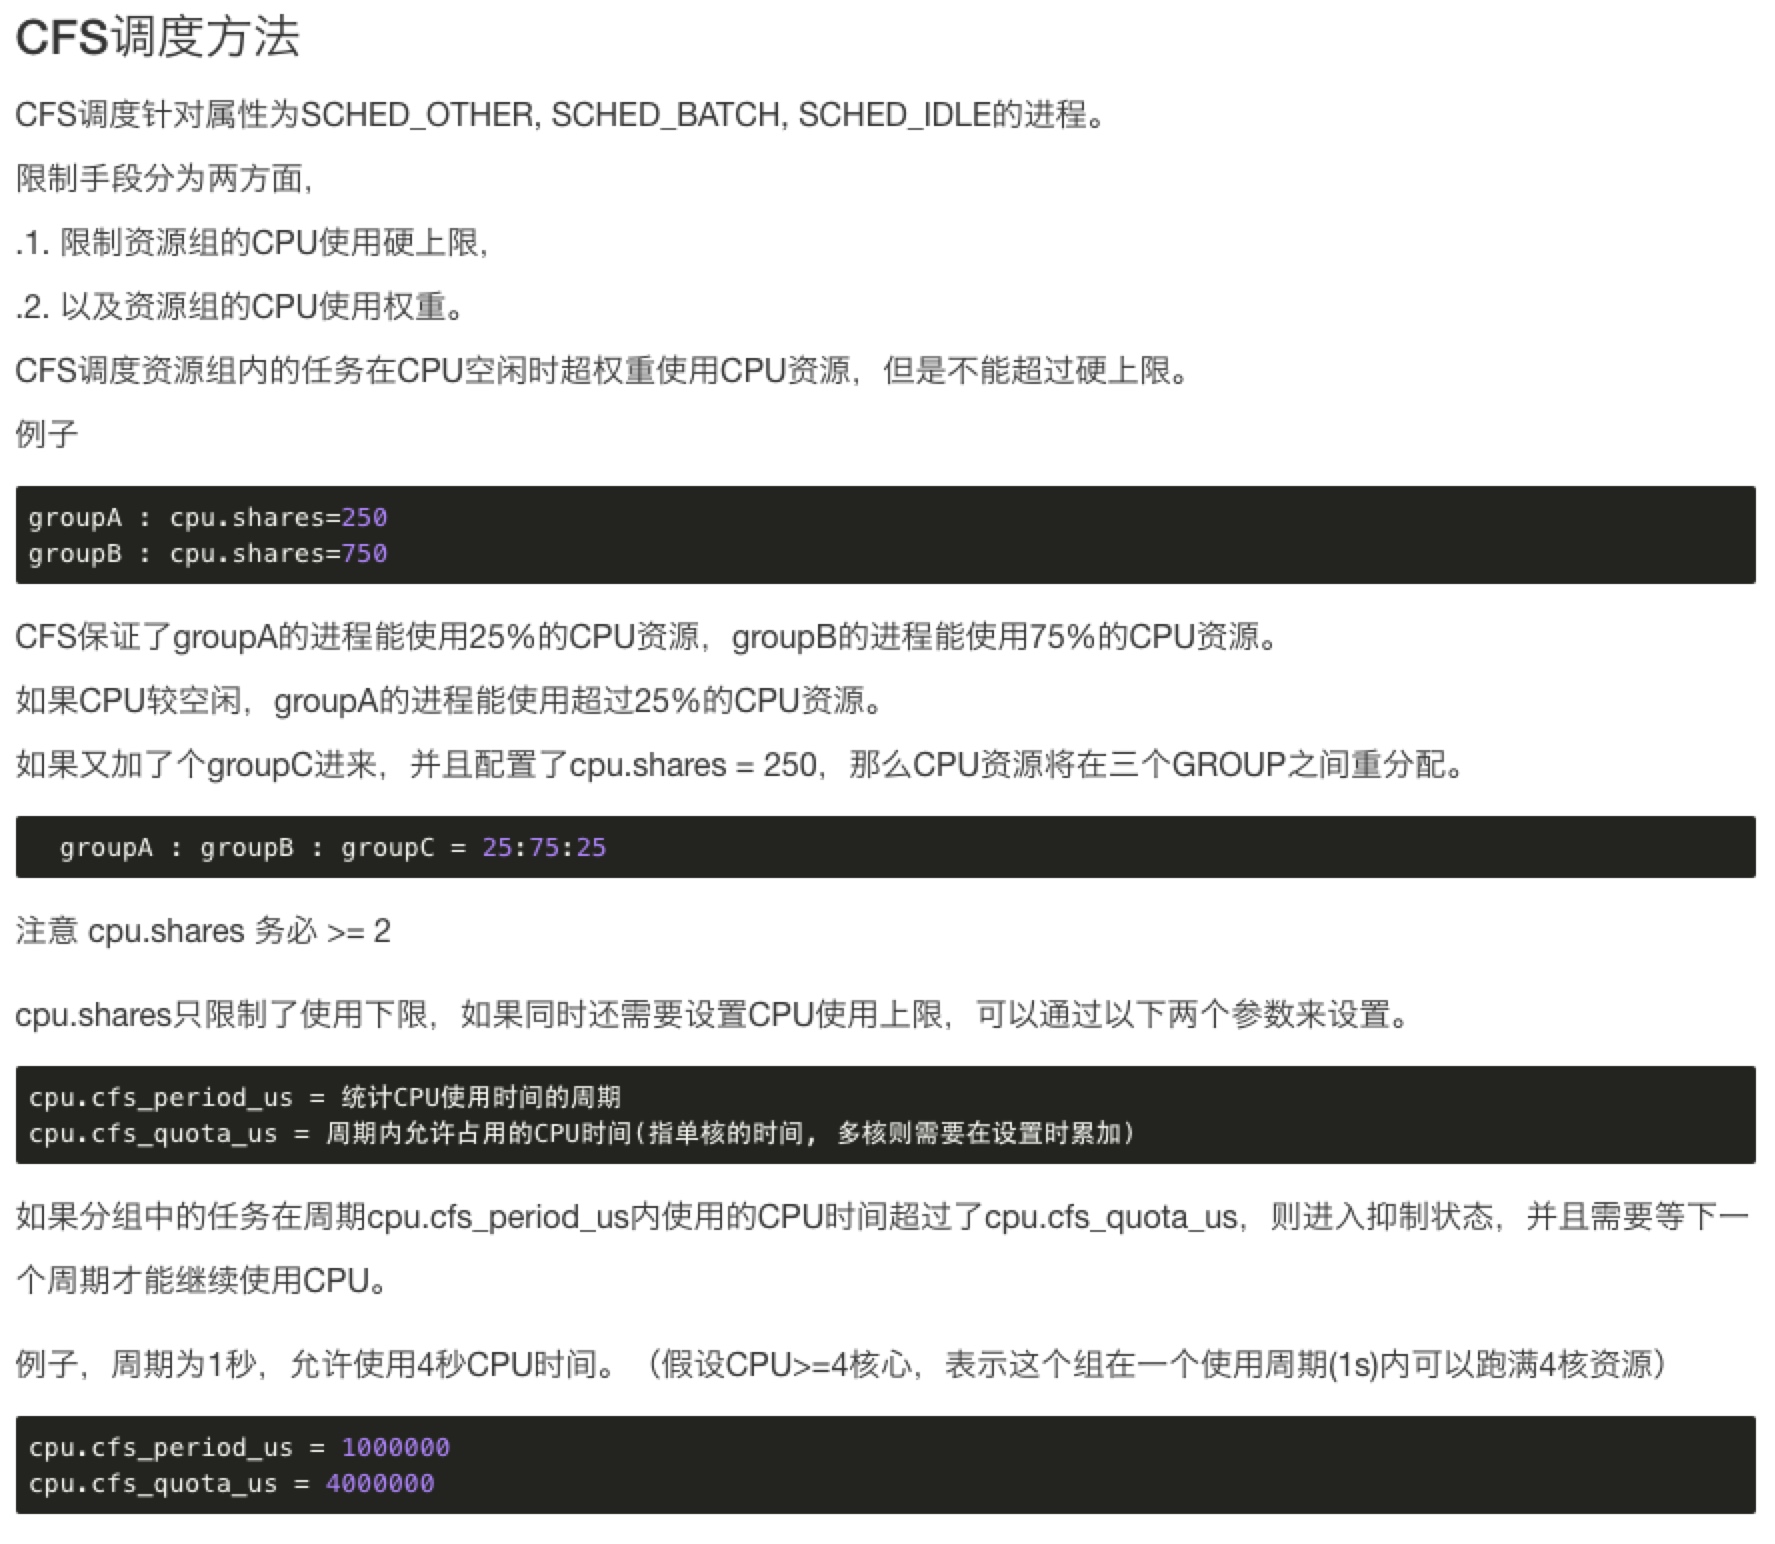 CFS调度方法
CFS调度针对属性为SCHED_OTHER, SCHED_BATCH, SCHED_IDLE的进程。
限制手段分为两方面，
.1. 限制资源组的CPU使用硬上限，
.2. 以及资源组的CPU使用权重。
CFS调度资源组内的任务在CPU空闲时超权重使用CPU资源，但是不能超过硬上限。
例子
groupA : cpu.shares=250
groupB : cpu.shares=750
CFS保证了groupA的进程能使用25%的CPU资源，groupB的进程能使用75%的CPU资源。
如果CPU较空闲，groupA的进程能使用超过25%的CPU资源。
如果又加了个groupC进来，并且配置了cpu.shares = 250，那么CPU资源将在三个GROUP之间重分配。
groupA : groupB : groupC = 25:75:25
注意 cpu.shares 务必 >= 2
cpu.shares只限制了使用下限，如果同时还需要设置CPU使用上限，可以通过以下两个参数来设置。
cpu.cfs_period_us = 统计CPU使用时间的周期
cpu.cfs_quota_us = 周期内允许占用的CPU时间(指单核的时间, 多核则需要在设置时累加)
如果分组中的任务在周期cpu.cfs_period_us内使用的CPU时间超过了cpu.cfs_quota_us，则进入抑制状态，并且需要等下一
个周期才能继续使用CPU。
例子，周期为1秒，允许使用4秒CPU时间。（假设CPU>=4核心，表示这个组在一个使用周期(1s)内可以跑满4核资源）
cpu.cfs_period_us = 1000000
cpu.cfs_quota_us = 4000000